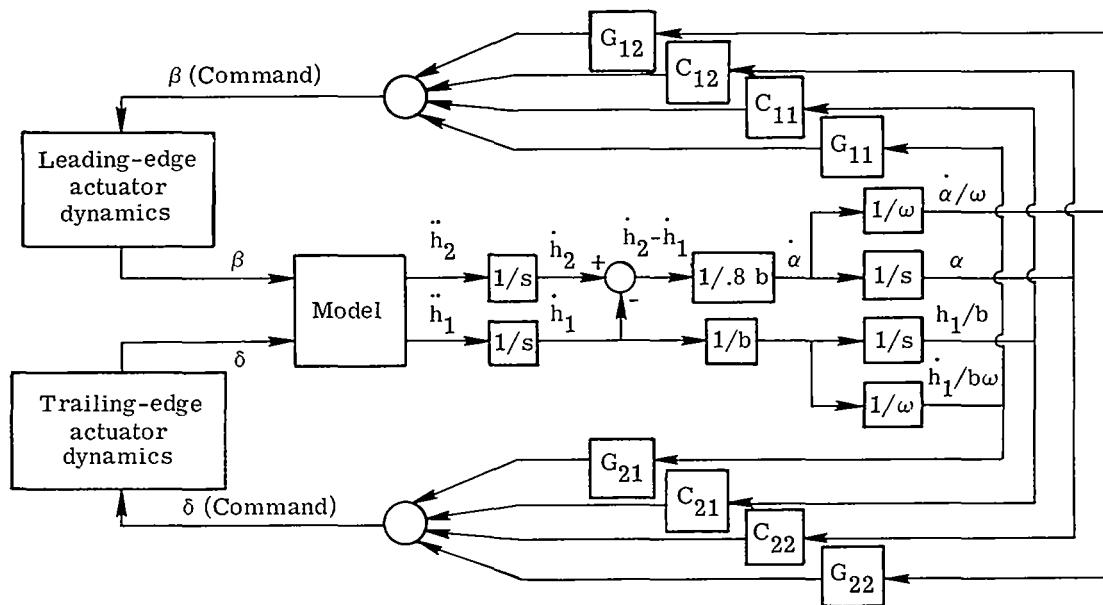 G12
C12
β (Command)
C11
G11
Leading-edge
actuator
dynamics
α̇/ω
1/ω
ḧ2
ḣ2
ḣ2-ḣ1
α̇
β
+
1/s
1/.8 b
1/s
α
Model
-
ḧ1
ḣ1
h1/b
1/s
1/b
1/s
δ
ḣ1/bω
1/ω
Trailing-edge
actuator
dynamics
G21
C21
δ (Command)
C22
G22